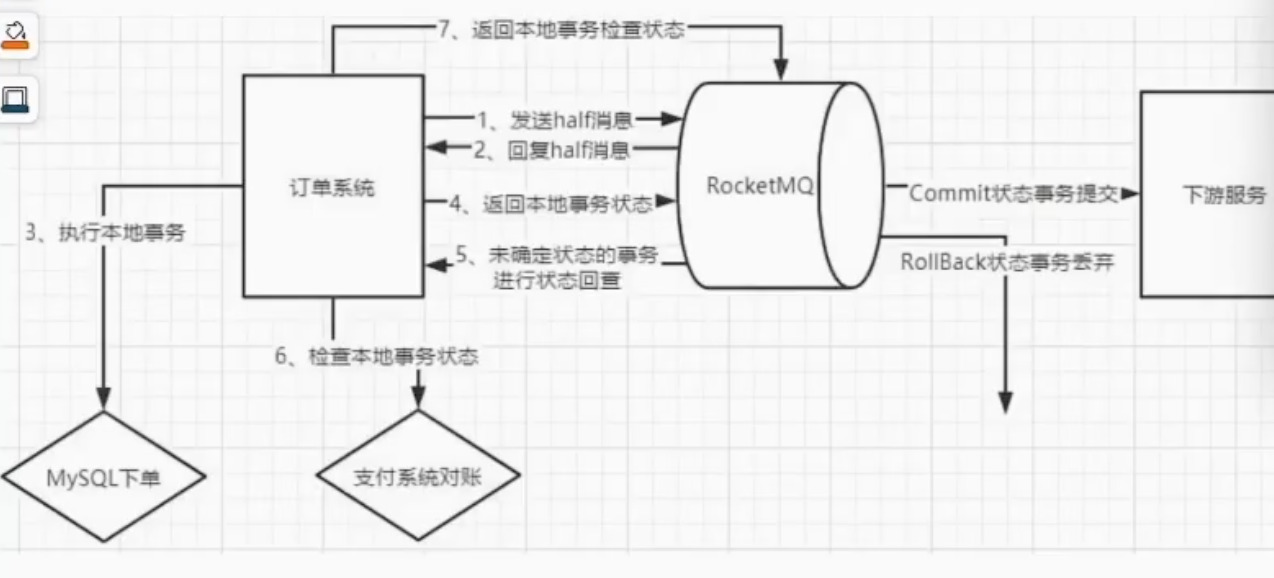 7、返回本地事务检查状态
1、发送half消息
2、回复half消息
订单系统
RocketMQ
Commit状态事务提交
下游服务
4、返回本地事务状态
3、执行本地事务
5、未确定状态的事务
进行状态回查
RollBack状态事务丢弃
6、检查本地事务状态
MySQL下单
支付系统对账